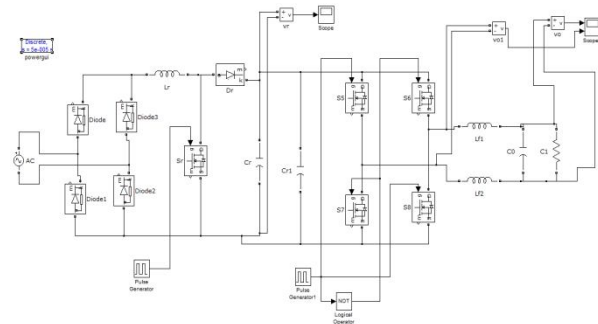 Discrete,
s = 5e-005 s
powergui
AC
Diode
Diode1
Diode3
Diode2
Lr
Sr
Pulse
Generator
Dr
m
k
Cr
Cr1
+
-
v
vr
Scope
S5
S6
S7
S8
Pulse
Generator1
NOT
Logical
Operator
Lf1
Lf2
C0
C1
+
-
v
vo1
+
-
v
vo
Scope